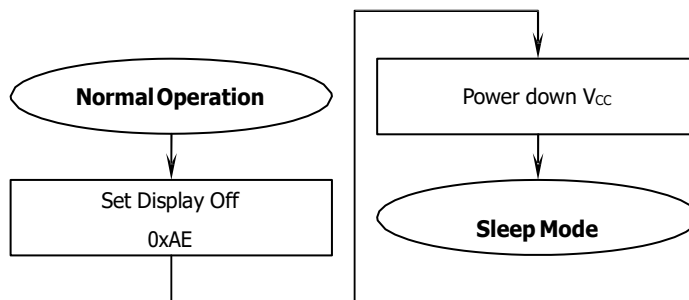 Normal Operation
Set Display Off
0xAE
Power down VCC
Sleep Mode